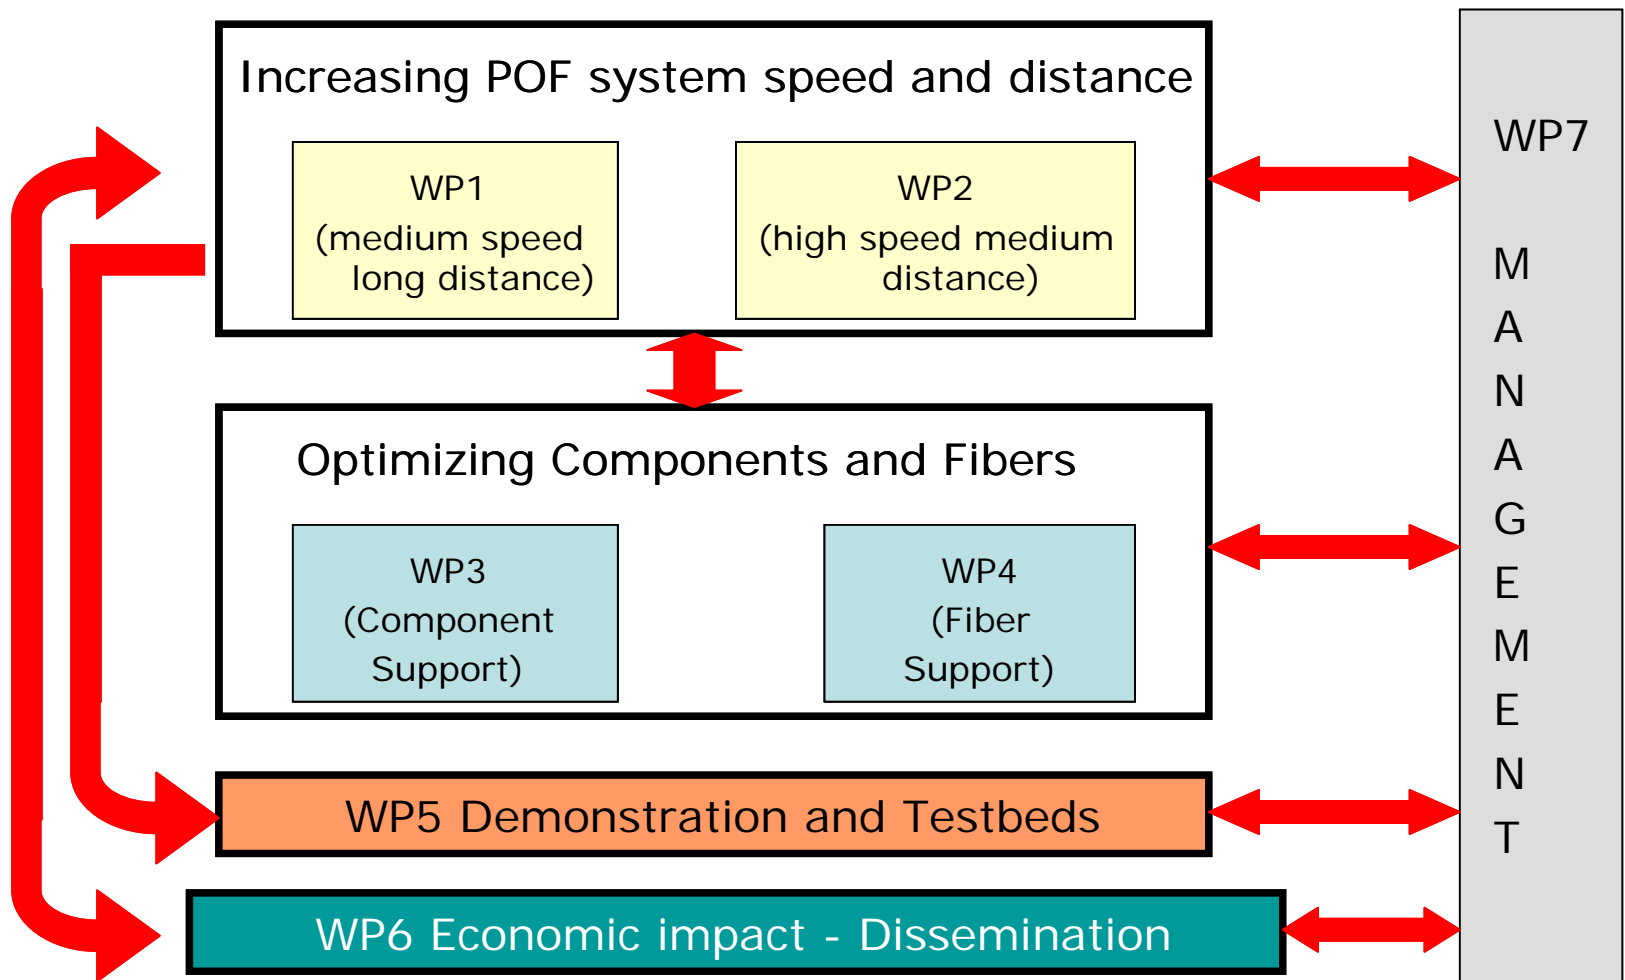 Increasing POF system speed and distance
WP1
(medium speed
long distance)
WP2
(high speed medium
distance)
Optimizing Components and Fibers
WP3
(Component
Support)
WP4
(Fiber
Support)
WP5 Demonstration and Testbeds
WP6 Economic impact - Dissemination
WP7
M
A
N
A
G
E
M
E
N
T